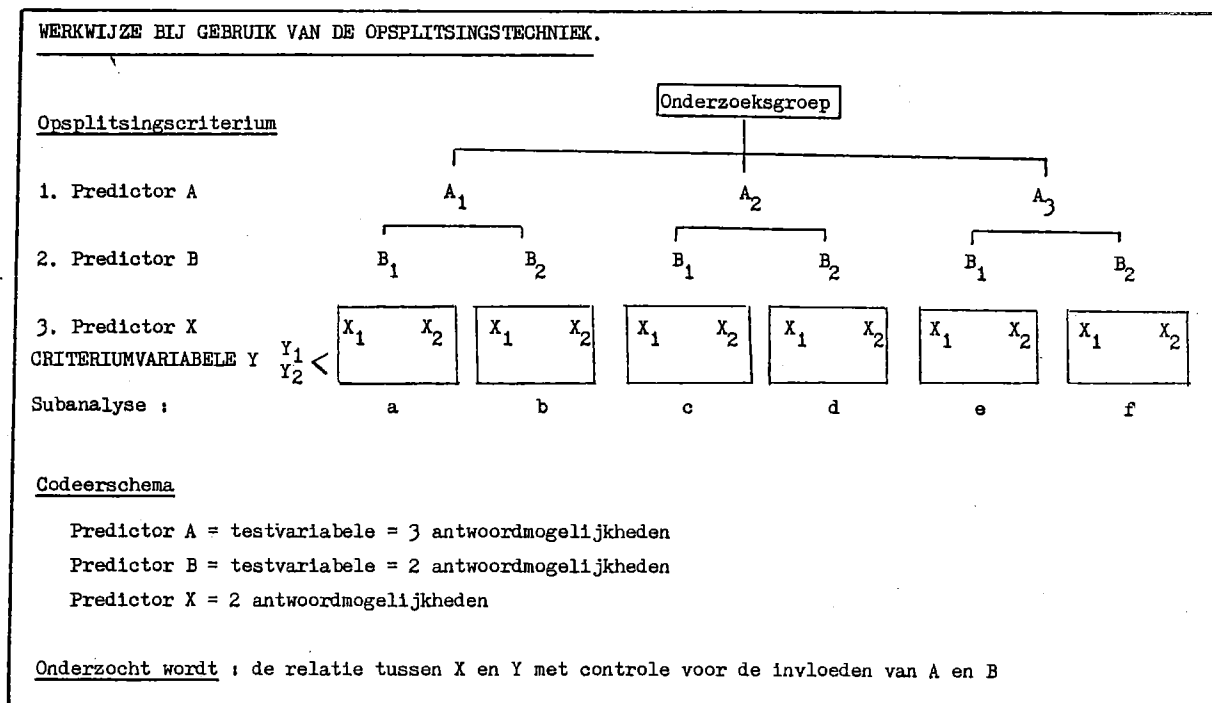 WERKWIJZE BIJ GEBRUIK VAN DE OPSPLITSINGSTECHNIEK.
Onderzoeksgroep
Opsplitsingscriterium
1. Predictor A A1 A2 A3
2. Predictor B B1 B2 B1 B2 B1 B2
3. Predictor X X1 X2 X1 X2 X1 X2 X1 X2 X1 X2 X1 X2
CRITERIUMVARIABELE Y Y1 Y2 <
Subanalyse : a b c d e f
Codeerschema
Predictor A = testvariabele = 3 antwoordmogelijkheden
Predictor B = testvariabele = 2 antwoordmogelijkheden
Predictor X = 2 antwoordmogelijkheden
Onderzocht wordt : de relatie tussen X en Y met controle voor de invloeden van A en B